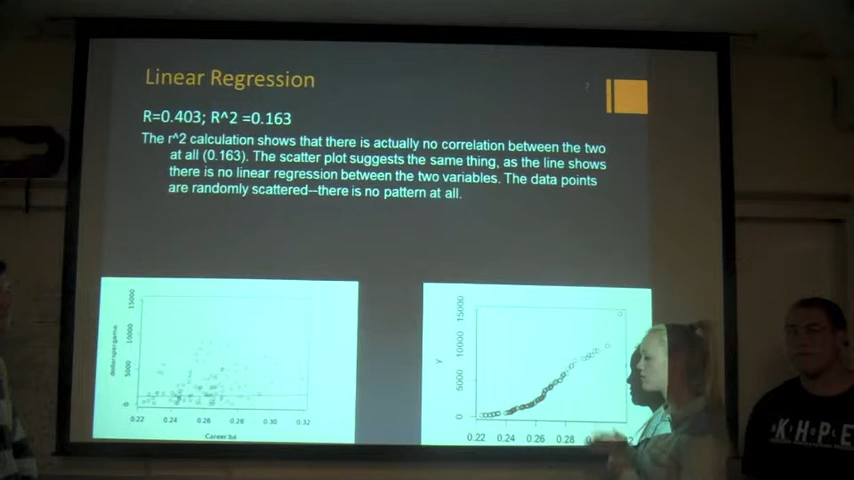 Linear Regression
R=0.403; R^2 =0.163
The r^2 calculation shows that there is actually no correlation between the two
at all (0.163). The scatter plot suggests the same thing, as the line shows
there is no linear regression between the two variables. The data points
are randomly scattered--there is no pattern at all.
15000
10000
5000
0
dollarspergame
0.22 0.24 0.26 0.28 0.30 0.32
Career.ba
15000
10000
5000
0
y
0.22 0.24 0.26 0.28
K H P E